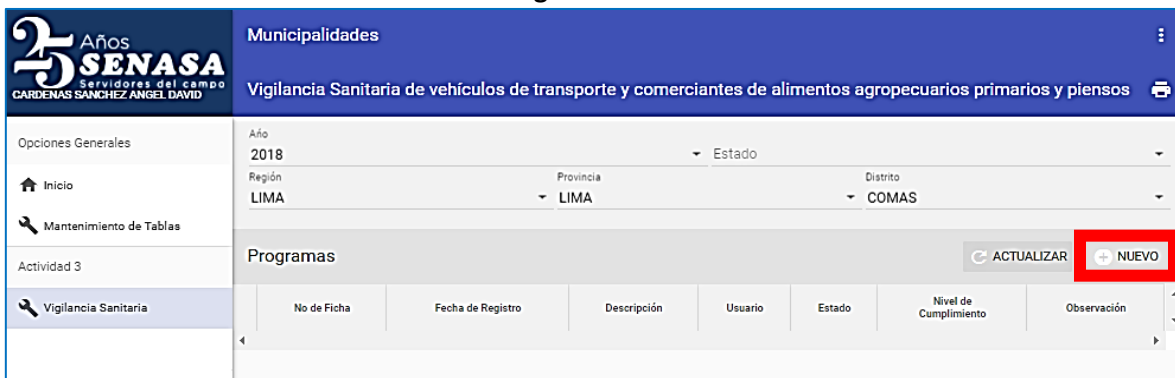 25 Años
SENASA
Servidores del campo
CARDENAS SANCHEZ ANGEL DAVID
Municipalidades
Vigilancia Sanitaria de vehículos de transporte y comerciantes de alimentos agropecuarios primarios y piensos
Opciones Generales
Inicio
Mantenimiento de Tablas
Actividad 3
Vigilancia Sanitaria
Año
2018
Estado
Región
LIMA
Provincia
LIMA
Distrito
COMAS
Programas
ACTUALIZAR
NUEVO
No de Ficha
Fecha de Registro
Descripción
Usuario
Estado
Nivel de
Cumplimiento
Observación